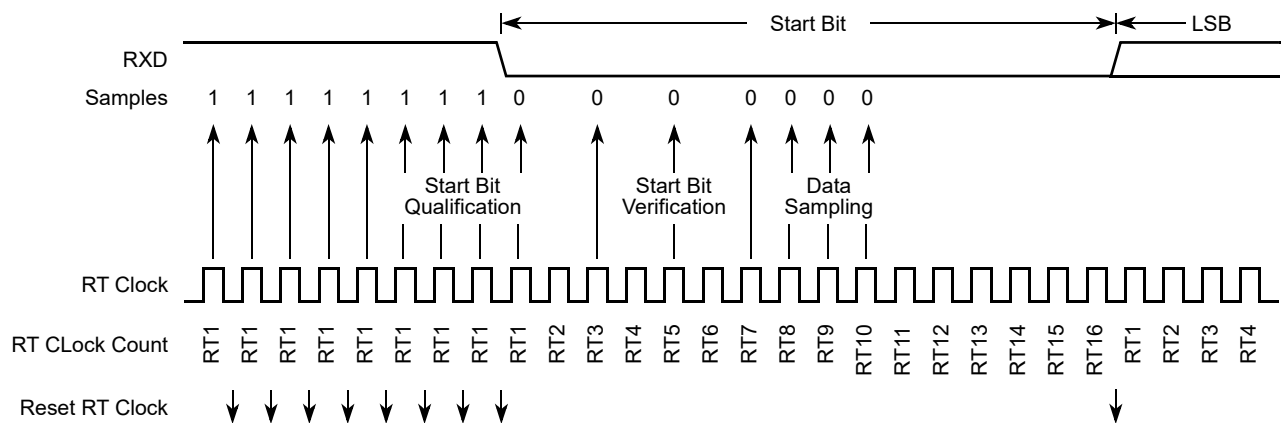 Start Bit LSB
RXD
Samples 1 1 1 1 1 1 1 1 0 0 0 0 0 0 0
Start Bit Start Bit Data
Qualification Verification Sampling
RT Clock
RT CLock Count RT1 RT1 RT1 RT1 RT1 RT1 RT1 RT1 RT1 RT2 RT3 RT4 RT5 RT6 RT7 RT8 RT9 RT10 RT11 RT12 RT13 RT14 RT15 RT16 RT1 RT2 RT3 RT4
Reset RT Clock